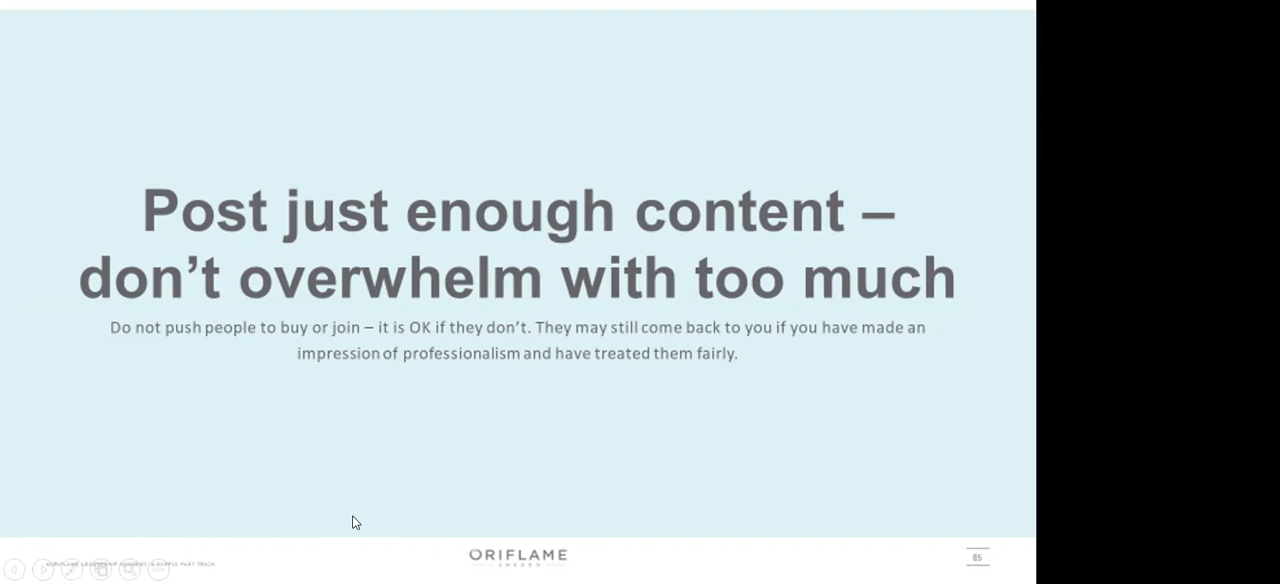 Post just enough content –
don’t overwhelm with too much
Do not push people to buy or join – it is OK if they don’t. They may still come back to you if you have made an
impression of professionalism and have treated them fairly.
ORIFLAME
SWEDEN
85